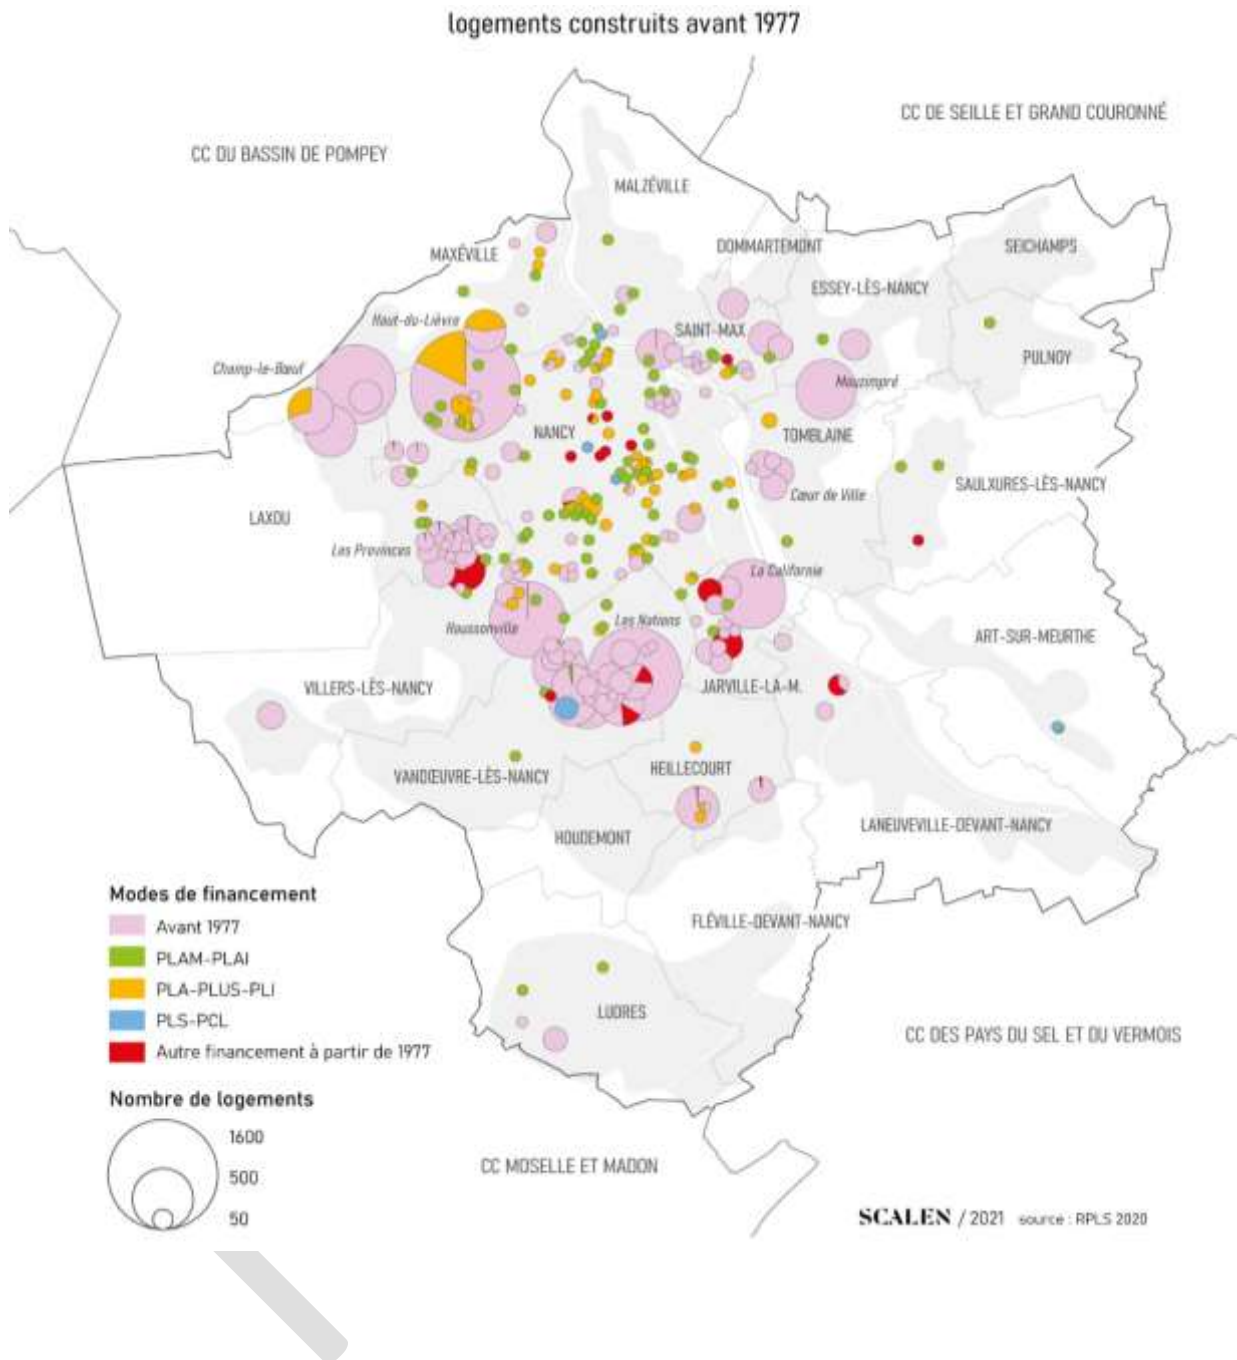 logements construits avant 1977
CC DE SEILLE ET GRAND COURONNÉ
CC DU BASSIN DE POMPEY
MALZÉVILLE
DOMMARTEMONT
SEICHAMPS
MAXÉVILLE
ESSEY-LÈS-NANCY
Haut-du-Lièvre
SAINT-MAX
PULNOY
Champ-le-Bœuf
Mouzimpré
NANCY
TOMBLAINE
SAULXURES-LÈS-NANCY
Cœur de Ville
LAXOU
Les Provinces
La Californie
Haussonville
Les Nations
ART-SUR-MEURTHE
VILLERS-LÈS-NANCY
JARVILLE-LA-M.
VANDŒUVRE-LÈS-NANCY
HEILLECOURT
HOUDEMONT
LANEUVEVILLE-DEVANT-NANCY
Modes de financement
Avant 1977
PLAM-PLAI
PLA-PLUS-PLI
PLS-PCL
Autre financement à partir de 1977
FLÉVILLE-DEVANT-NANCY
LUDRES
CC DES PAYS DU SEL ET DU VERMOIS
Nombre de logements
1600
500
50
CC MOSELLE ET MADON
SCALEN / 2021 source : RPLS 2020